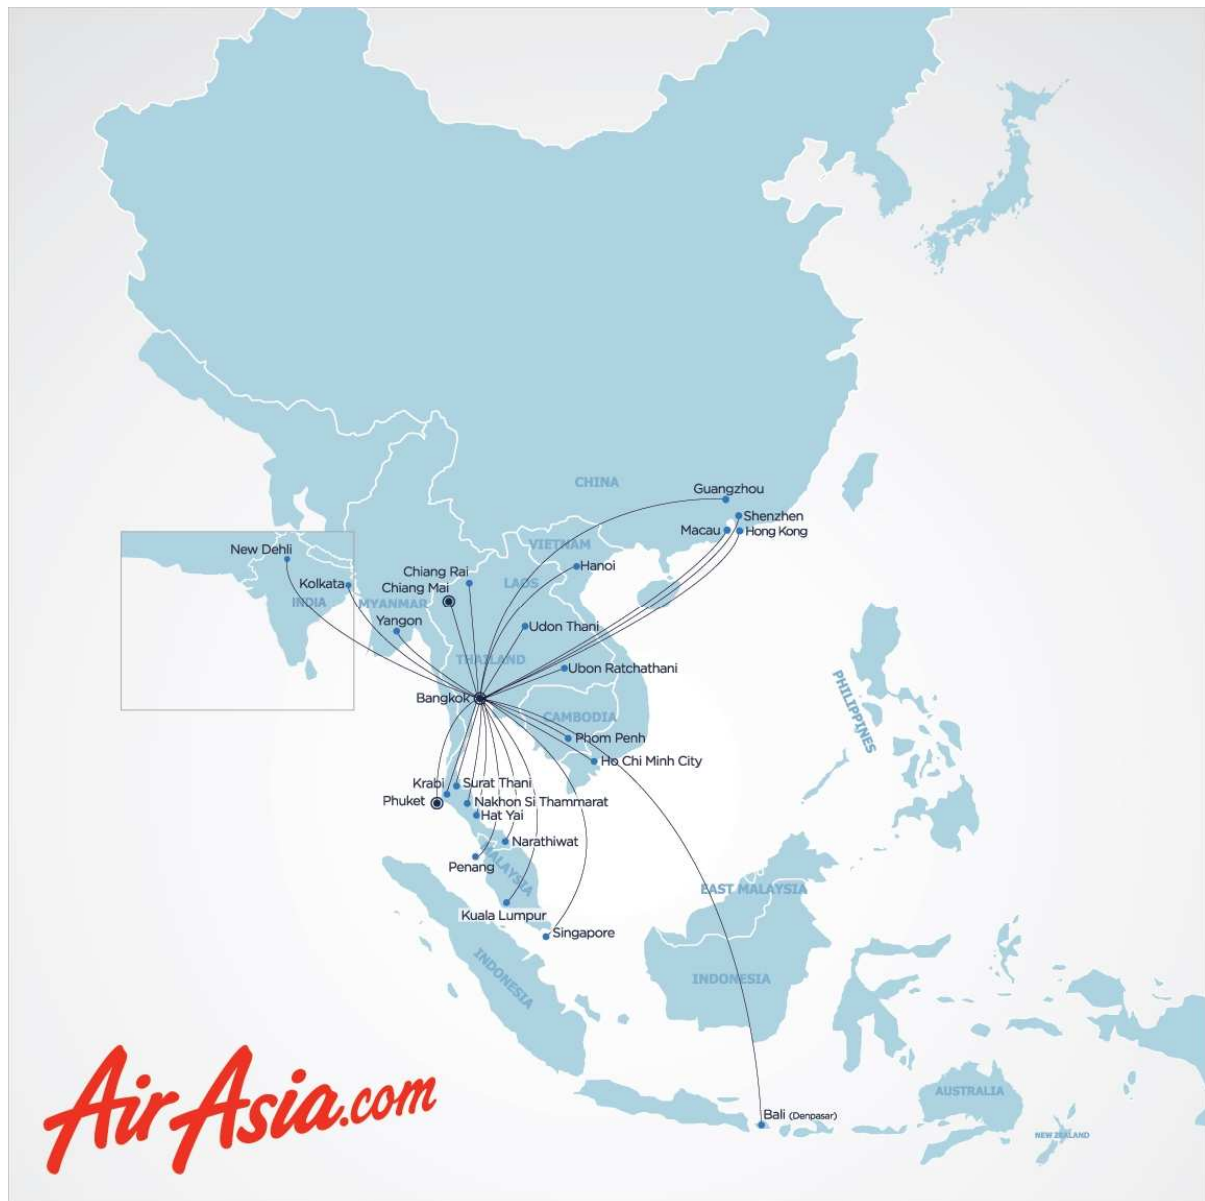 CHINA
Guangzhou
Shenzhen
Macau
Hong Kong
VIETNAM
New Dehli
Hanoi
Chiang Rai
LAOS
Kolkata
Chiang Mai
INDIA
MYANMAR
Yangon
Udon Thani
THAILAND
Ubon Ratchathani
Bangkok
PHILIPPINES
CAMBODIA
Phom Penh
Ho Chi Minh City
Krabi
Surat Thani
Phuket
Nakhon Si Thammarat
Hat Yai
Narathiwat
Penang
MALAYSIA
EAST MALAYSIA
Kuala Lumpur
Singapore
INDONESIA
INDONESIA
AirAsia.com
AUSTRALIA
Bali (Denpasar)
NEW ZEALAND